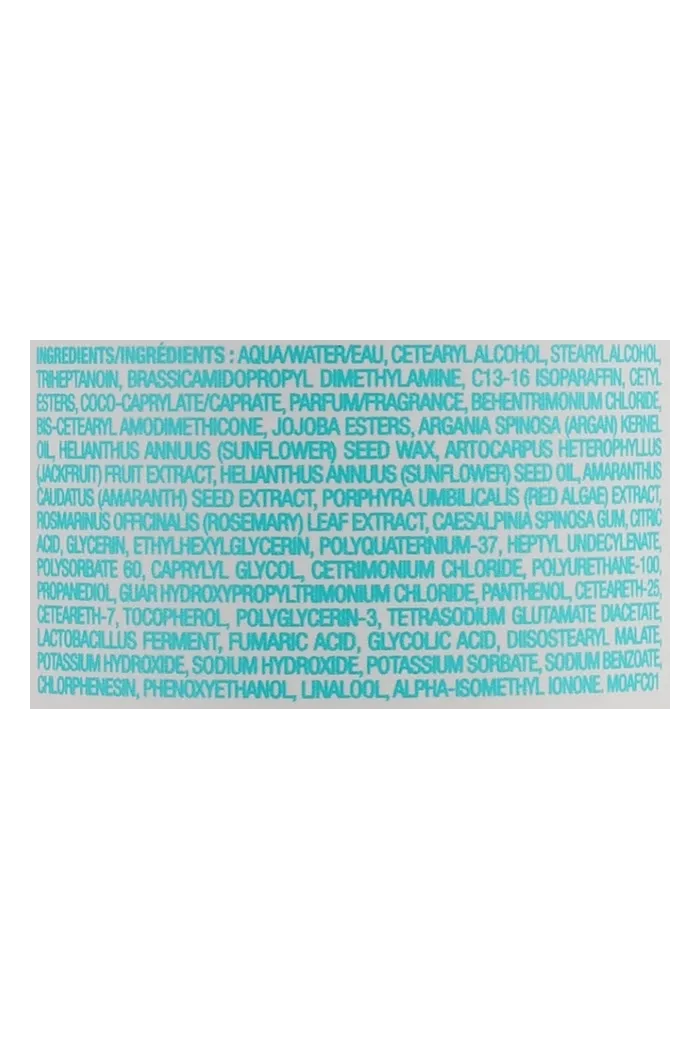 INGREDIENTS/INGRÉDIENTS : AQUA/WATER/EAU, CETEARYL ALCOHOL, STEARYL ALCOHOL,
TRIHEPTANOIN, BRASSICAMIDOPROPYL DIMETHYLAMINE, C13-16 ISOPARAFFIN, CETYL
ESTERS, COCO-CAPRYLATE/CAPRATE, PARFUM/FRAGRANCE, BEHENTRIMONIUM CHLORIDE,
BIS-CETEARYL AMODIMETHICONE, JOJOBA ESTERS, ARGANIA SPINOSA (ARGAN) KERNEL
OIL, HELIANTHUS ANNUUS (SUNFLOWER) SEED WAX, ARTOCARPUS HETEROPHYLLUS
(JACKFRUIT) FRUIT EXTRACT, HELIANTHUS ANNUUS (SUNFLOWER) SEED OIL, AMARANTHUS
CAUDATUS (AMARANTH) SEED EXTRACT, PORPHYRA UMBILICALIS (RED ALGAE) EXTRACT,
ROSMARINUS OFFICINALIS (ROSEMARY) LEAF EXTRACT, CAESALPINIA SPINOSA GUM, CITRIC
ACID, GLYCERIN, ETHYLHEXYLGLYCERIN, POLYQUATERNIUM-37, HEPTYL UNDECYLENATE,
POLYSORBATE 60, CAPRYLYL GLYCOL, CETRIMONIUM CHLORIDE, POLYURETHANE-100,
PROPANEDIOL, GUAR HYDROXYPROPYLTRIMONIUM CHLORIDE, PANTHENOL, CETEARETH-25,
CETEARETH-7, TOCOPHEROL, POLYGLYCERIN-3, TETRASODIUM GLUTAMATE DIACETATE
LACTOBACILLUS FERMENT, FUMARIC ACID, GLYCOLIC ACID, DIISOSTEARYL MALATE,
POTASSIUM HYDROXIDE, SODIUM HYDROXIDE, POTASSIUM SORBATE, SODIUM BENZOATE,
CHLORPHENESIN, PHENOXYETHANOL, LINALOOL, ALPHA-ISOMETHYL IONONE. MOAFC01